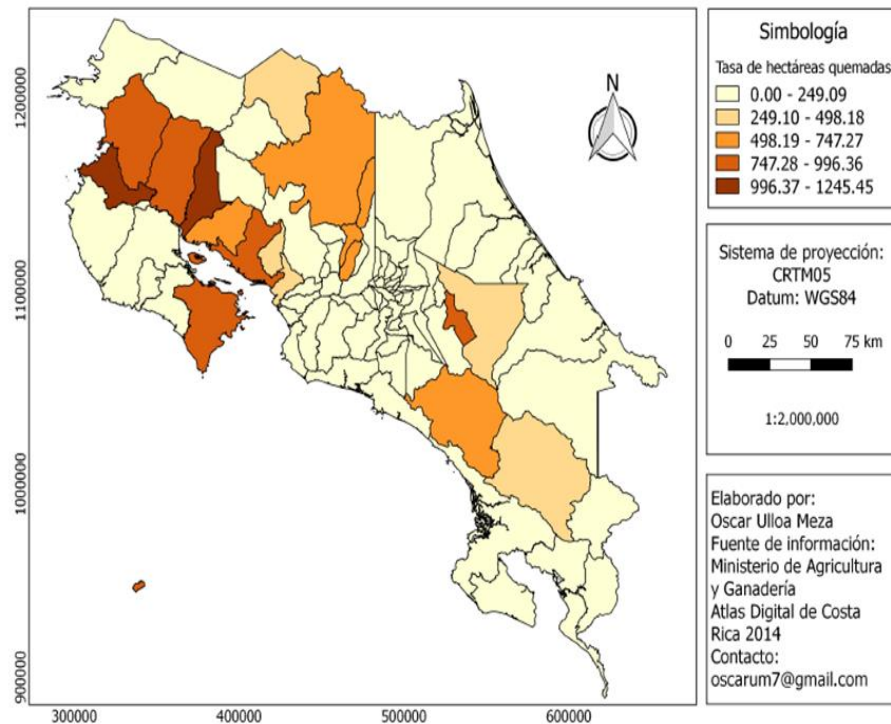 Simbología
Tasa de hectáreas quemadas
0.00 - 249.09
249.10 - 498.18
498.19 - 747.27
747.28 - 996.36
996.37 - 1245.45
N
Sistema de proyección:
CRTM05
Datum: WGS84
0 25 50 75 km
1:2,000,000
Elaborado por:
Oscar Ulloa Meza
Fuente de información:
Ministerio de Agricultura
y Ganadería
Atlas Digital de Costa
Rica 2014
Contacto:
oscarum7@gmail.com
1200000
1100000
1000000
900000
300000 400000 500000 600000